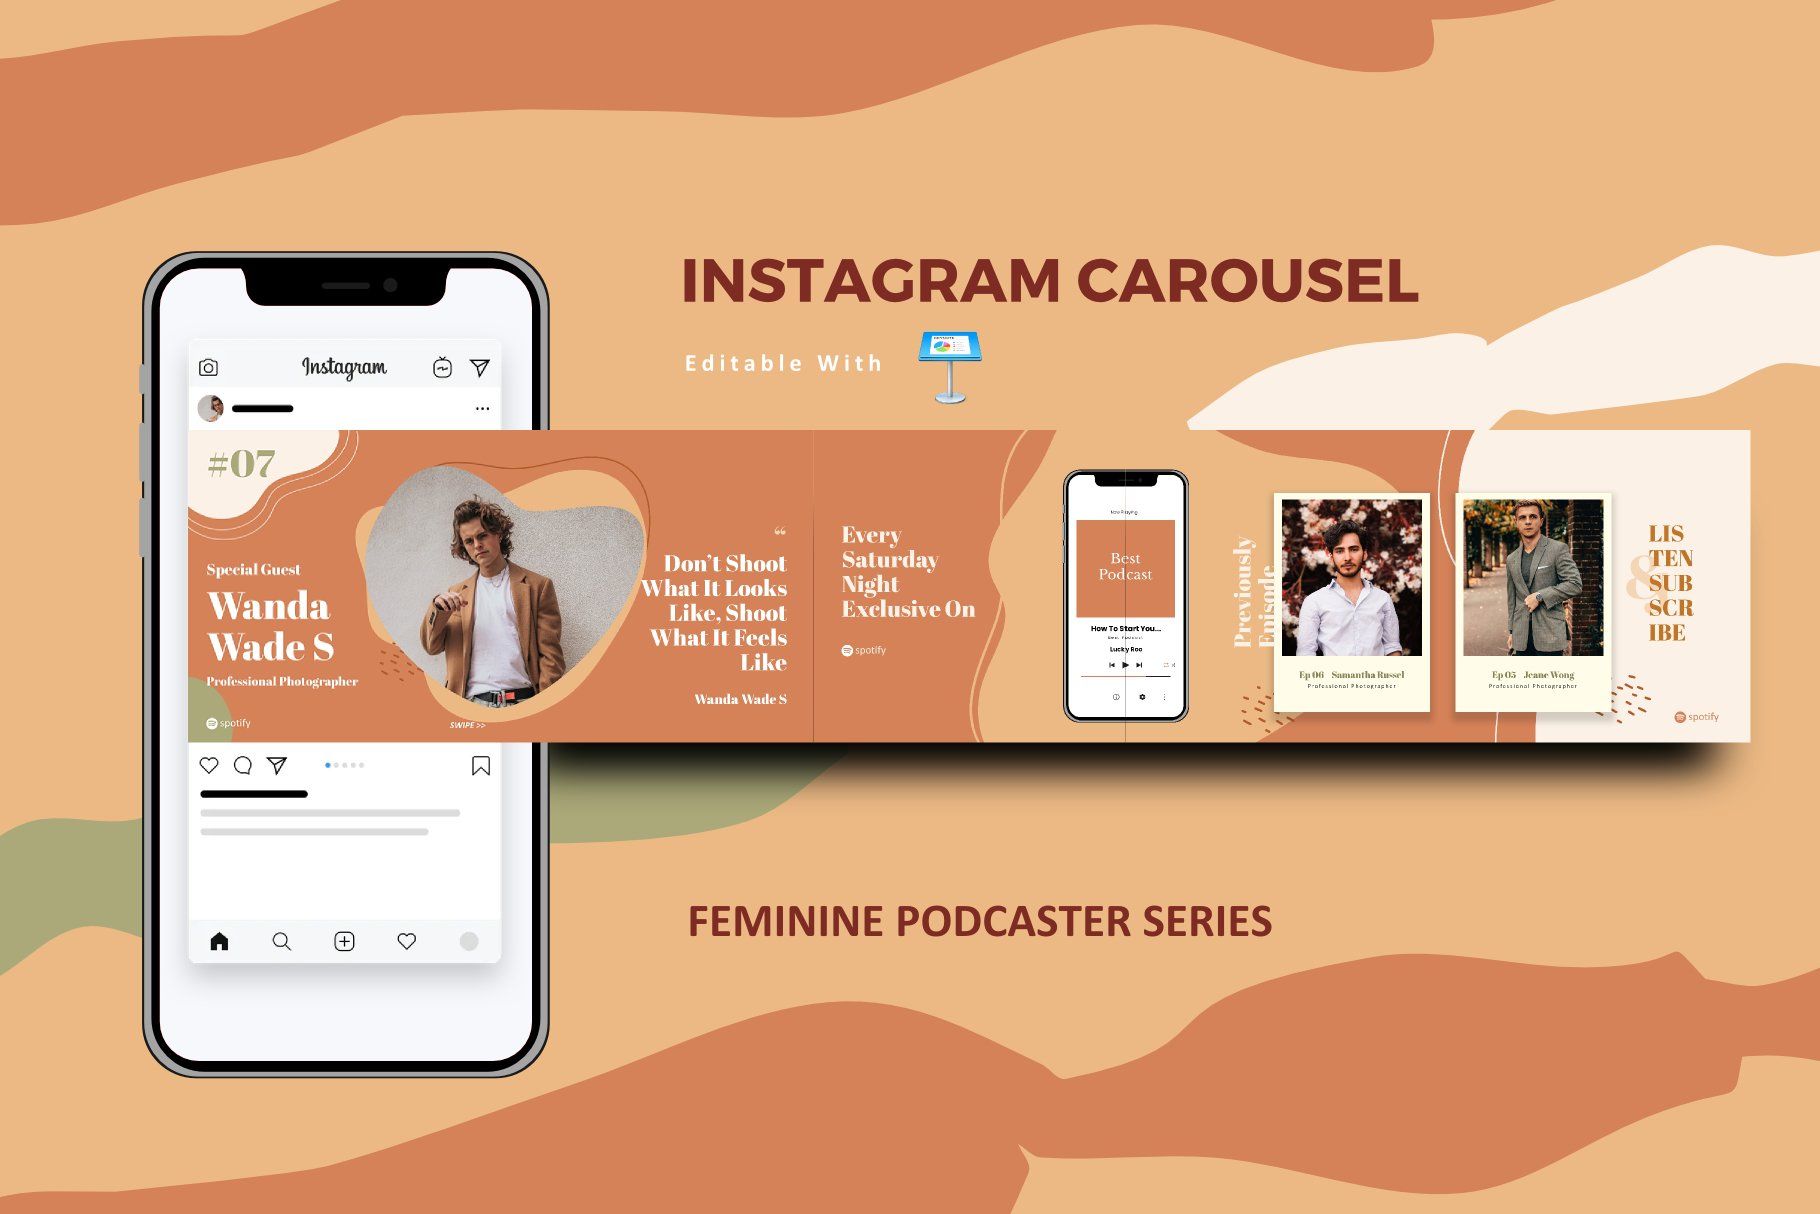 INSTAGRAM CAROUSEL
Editable With
Instagram
#07
Special Guest
Wanda
Wade S
Professional Photographer
spotify
SWIPE >>
“
Don’t Shoot
What It Looks
Like, Shoot
What It Feels
Like
Wanda Wade S
Every
Saturday
Night
Exclusive On
spotify
Now Playing
Best
Podcast
How To Start You...
Best Podcast
Lucky Roo
Previously
Episode
Ep 06 Samantha Russel
Professional Photographer
Ep 05 Jeane Wong
Professional Photographer
&
LIS
TEN
SUB
SCR
IBE
spotify
FEMININE PODCASTER SERIES